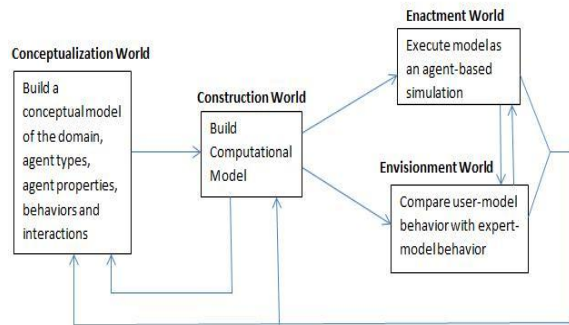 Conceptualization World
Build a
conceptual model
of the domain,
agent types,
agent properties,
behaviors and
interactions
Construction World
Build
Computational
Model
Enactment World
Execute model as
an agent-based
simulation
Envisionment World
Compare user-model
behavior with expert-
model behavior